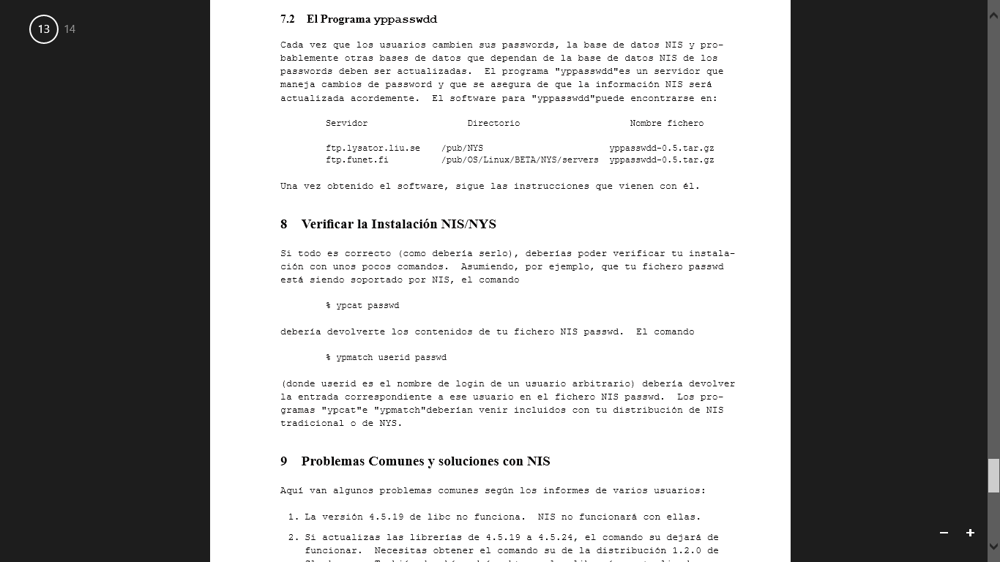 13 14
7.2 El Programa yppasswdd
Cada vez que los usuarios cambien sus passwords, la base de datos NIS y pro-
bablemente otras bases de datos que dependan de la base de datos NIS de los
passwords deben ser actualizadas. El programa "yppasswdd"es un servidor que
maneja cambios de password y que se asegura de que la información NIS será
actualizada acordemente. El software para "yppasswdd"puede encontrarse en:
Servidor Directorio Nombre fichero
ftp.lysator.liu.se /pub/NYS yppasswdd-0.5.tar.gz
ftp.funet.fi /pub/OS/Linux/BETA/NYS/servers yppasswdd-0.5.tar.gz
Una vez obtenido el software, sigue las instrucciones que vienen con él.
8 Verificar la Instalación NIS/NYS
Si todo es correcto (como debería serlo), deberías poder verificar tu instala-
ción con unos pocos comandos. Asumiendo, por ejemplo, que tu fichero passwd
está siendo soportado por NIS, el comando
% ypcat passwd
debería devolverte los contenidos de tu fichero NIS passwd. El comando
% ypmatch userid passwd
(donde userid es el nombre de login de un usuario arbitrario) debería devolver
la entrada correspondiente a ese usuario en el fichero NIS passwd. Los pro-
gramas "ypcat"e "ypmatch"deberían venir incluidos con tu distribución de NIS
tradicional o de NYS.
9 Problemas Comunes y soluciones con NIS
Aquí van algunos problemas comunes según los informes de varios usuarios:
1. La versión 4.5.19 de libc no funciona. NIS no funcionará con ellas.
2. Si actualizas las librerías de 4.5.19 a 4.5.24, el comando su dejará de
funcionar. Necesitas obtener el comando su de la distribución 1.2.0 de